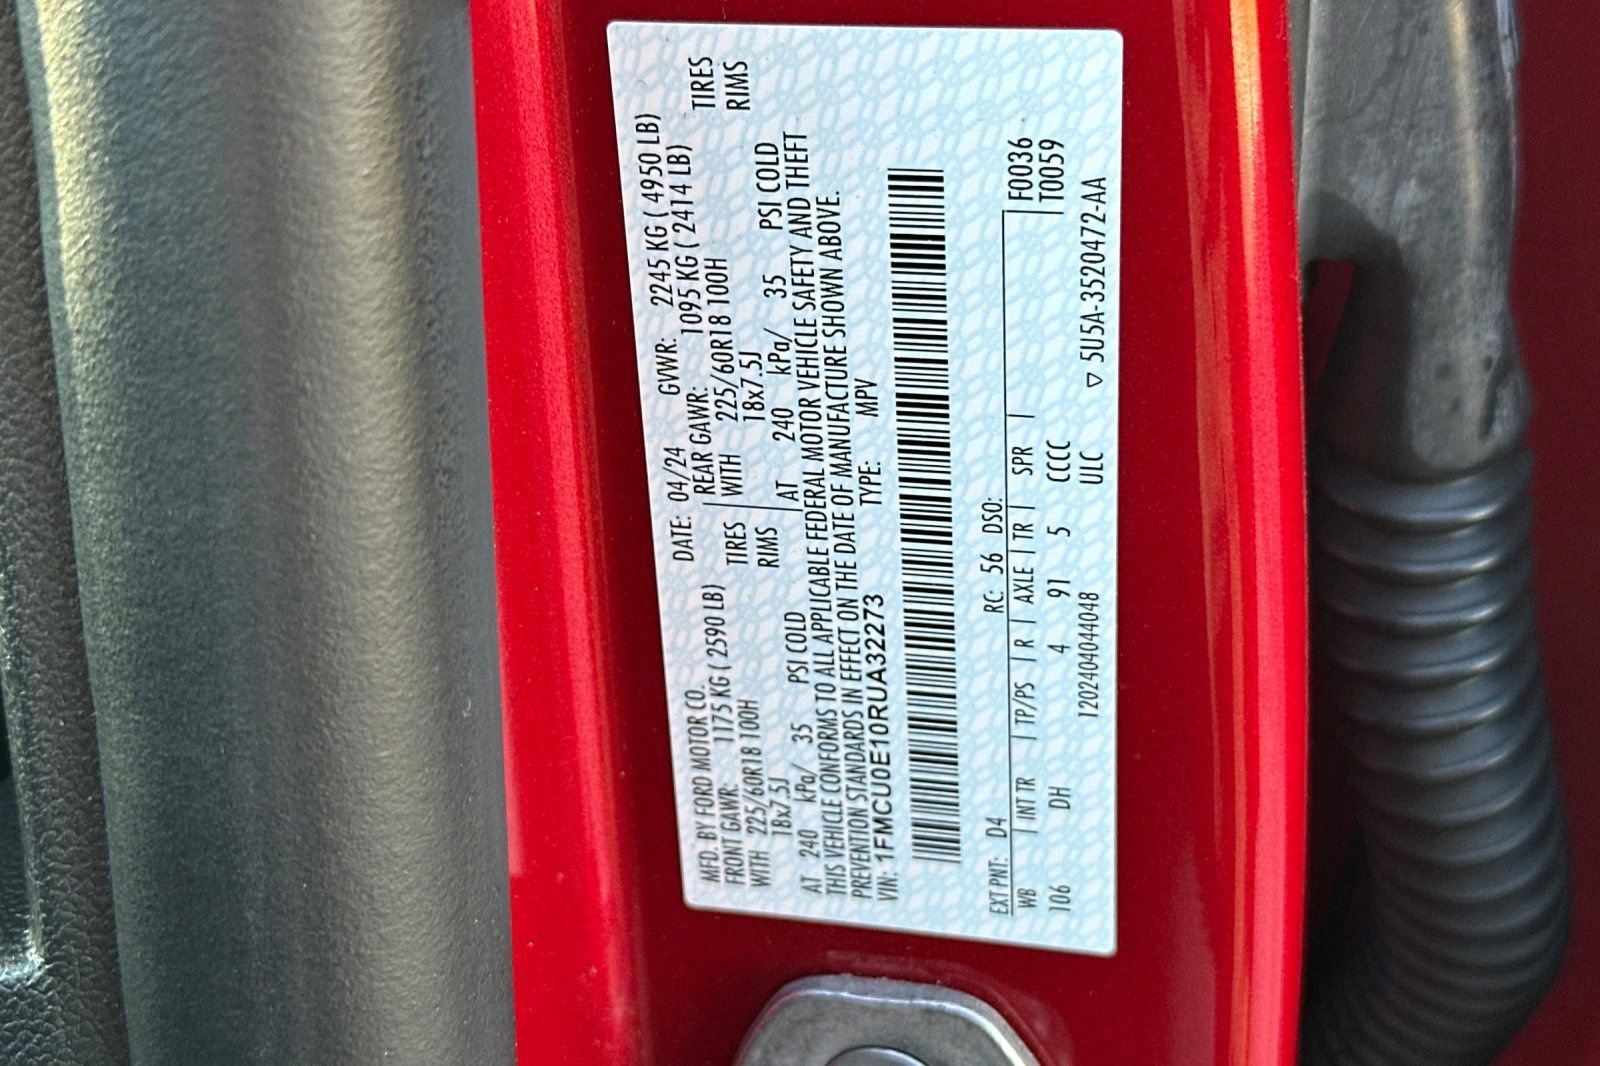 MFD. BY FORD MOTOR CO. DATE: 04/24 GVWR: 2245 KG ( 4950 LB)
FRONT GAWR: 1175 KG ( 2590 LB) REAR GAWR: 1095 KG ( 2414 LB)
WITH 225/60R18 100H TIRES WITH 225/60R18 100H TIRES
18x7.5J RIMS 18x7.5J RIMS
AT 240 kPa/ 35 PSI COLD AT 240 kPa/ 35 PSI COLD
THIS VEHICLE CONFORMS TO ALL APPLICABLE FEDERAL MOTOR VEHICLE SAFETY AND THEFT
PREVENTION STANDARDS IN EFFECT ON THE DATE OF MANUFACTURE SHOWN ABOVE.
VIN: 1FMCU0E10RUA32273 TYPE: MPV
EXT PNT: D4 RC: 56 DSO: F0036
WB | INT TR | TP/PS | R | AXLE | TR | SPR | T0059
106 DH 4 91 5 CCCC
120240404 4048 ULC ▽ 5U5A-3520472-AA